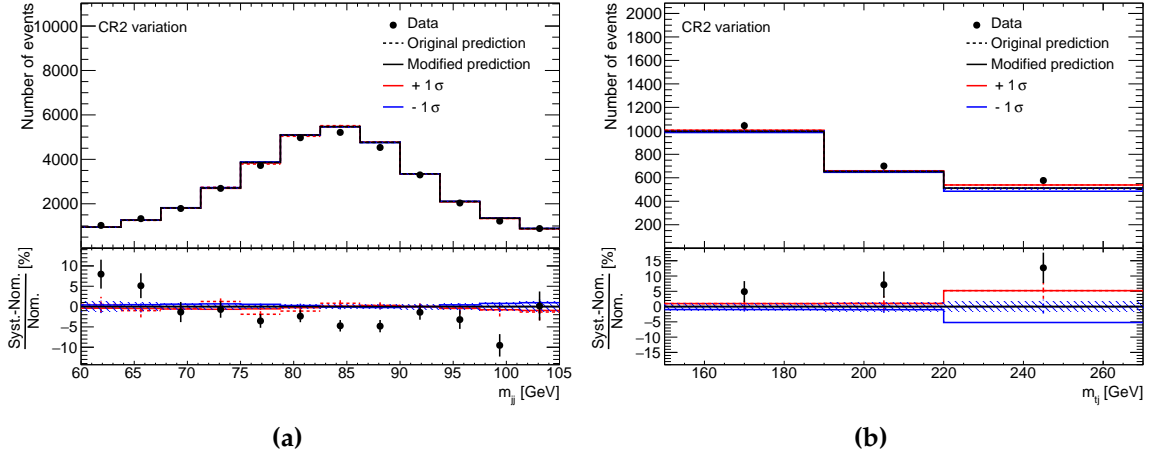 Number of events
10000
8000
6000
4000
2000
CR2 variation
Data
Original prediction
Modified prediction
+ 1 σ
- 1 σ
Syst.-Nom.
Nom.
[%]
10
5
0
−5
−10
60 65 70 75 80 85 90 95 100 105
m_jj [GeV]
(a)
Number of events
2000
1800
1600
1400
1200
1000
800
600
400
200
CR2 variation
Data
Original prediction
Modified prediction
+ 1 σ
- 1 σ
Syst.-Nom.
Nom.
[%]
15
10
5
0
−5
−10
−15
160 180 200 220 240 260
m_tj [GeV]
(b)